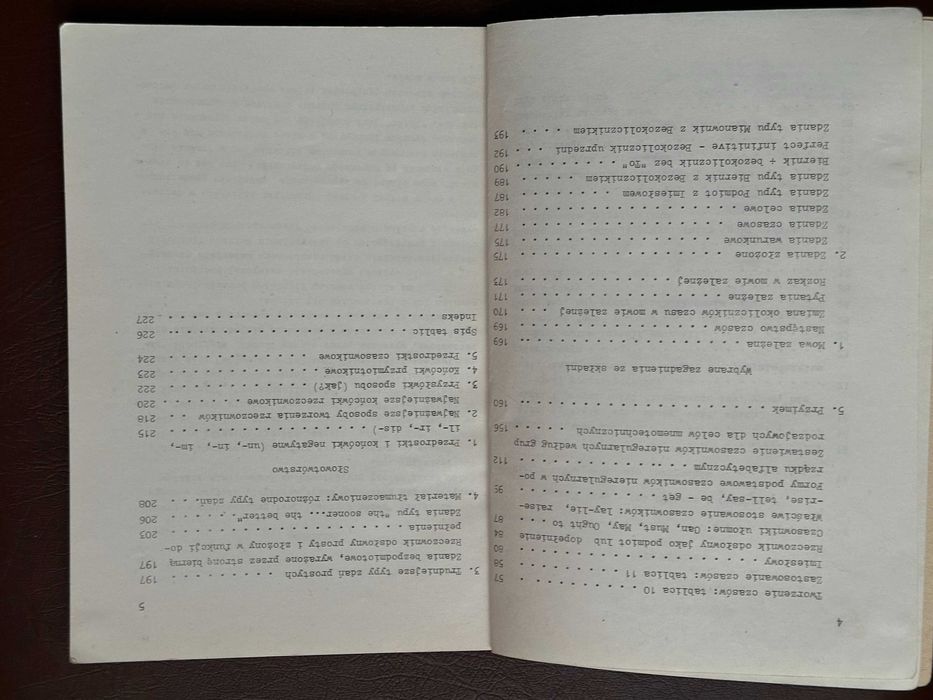 4
Tworzenie czasów: tablica 10 . . . . . . . . . . 57
Zastosowanie czasów: tablica 11 . . . . . . . . . 58
Imiesłowy . . . . . . . . . . . . . . . . . . . 80
Rzeczownik odsłowny jako podmiot lub dopełnienie 84
Czasowniki ułomne: Can, Must, May, Ought to . . . 87
Właściwe stosowanie czasowników: lay-lie, raise-
-rise, tell-say, be - get . . . . . . . . . . . 95
Formy podstawowe czasowników nieregularnych w po-
rządku alfabetycznym . . . . . . . . . . . . . . 112
Zestawienie czasowników nieregularnych według grup
rodzajowych dla celów mnemotechnicznych . . . . . 156
5. Przyimek . . . . . . . . . . . . . . . . . . . 160
Wybrane zagadnienia ze składni
1. Mowa zależna . . . . . . . . . . . . . . . . . 169
Następstwo czasów . . . . . . . . . . . . . . . 169
Zmiana okoliczników czasu w mowie zależnej . . . 170
Pytania zależne . . . . . . . . . . . . . . . . 171
Rozkaz w mowie zależnej . . . . . . . . . . . . 173
2. Zdania złożone . . . . . . . . . . . . . . . . 175
Zdania warunkowe . . . . . . . . . . . . . . . . 175
Zdania czasowe . . . . . . . . . . . . . . . . . 177
Zdania celowe . . . . . . . . . . . . . . . . . 182
Zdania typu Podmiot z Imiesłowem . . . . . . . . 187
Zdania typu Biernik z Bezokolicznikiem . . . . . 189
Biernik + bezokolicznik bez "To" . . . . . . . . 190
Perfect infinitive - Bezokolicznik uprzedni . . . 192
Zdania typu Mianownik z Bezokolicznikiem . . . . 193
5
3. Trudniejsze typy zdań prostych . . . . . . . . . 197
Zdania bezpodmiotowe, wyrażone przez stronę bierną 197
Rzeczownik odsłowny prosty i złożony w funkcji do-
pełnienia . . . . . . . . . . . . . . . . . . . 203
Zdania typu "the sooner... the better" . . . . . 206
4. Materiał tłumaczeniowy: różnorodne typy zdań. . . 208
Słowotwórstwo
1. Przedrostki i końcówki negatywne (un-, in-, im-,
il-, ir-, dis-) . . . . . . . . . . . . . . . . 215
2. Najważniejsze sposoby tworzenia rzeczowników . . 218
Najważniejsze końcówki rzeczownikowe . . . . . . 220
3. Przysłówki sposobu (jak?) . . . . . . . . . . . 222
4. Końcówki przymiotnikowe . . . . . . . . . . . . 223
5. Przedrostki czasownikowe . . . . . . . . . . . . 224
Spis tablic . . . . . . . . . . . . . . . . . . . 226
Indeks . . . . . . . . . . . . . . . . . . . . . 227